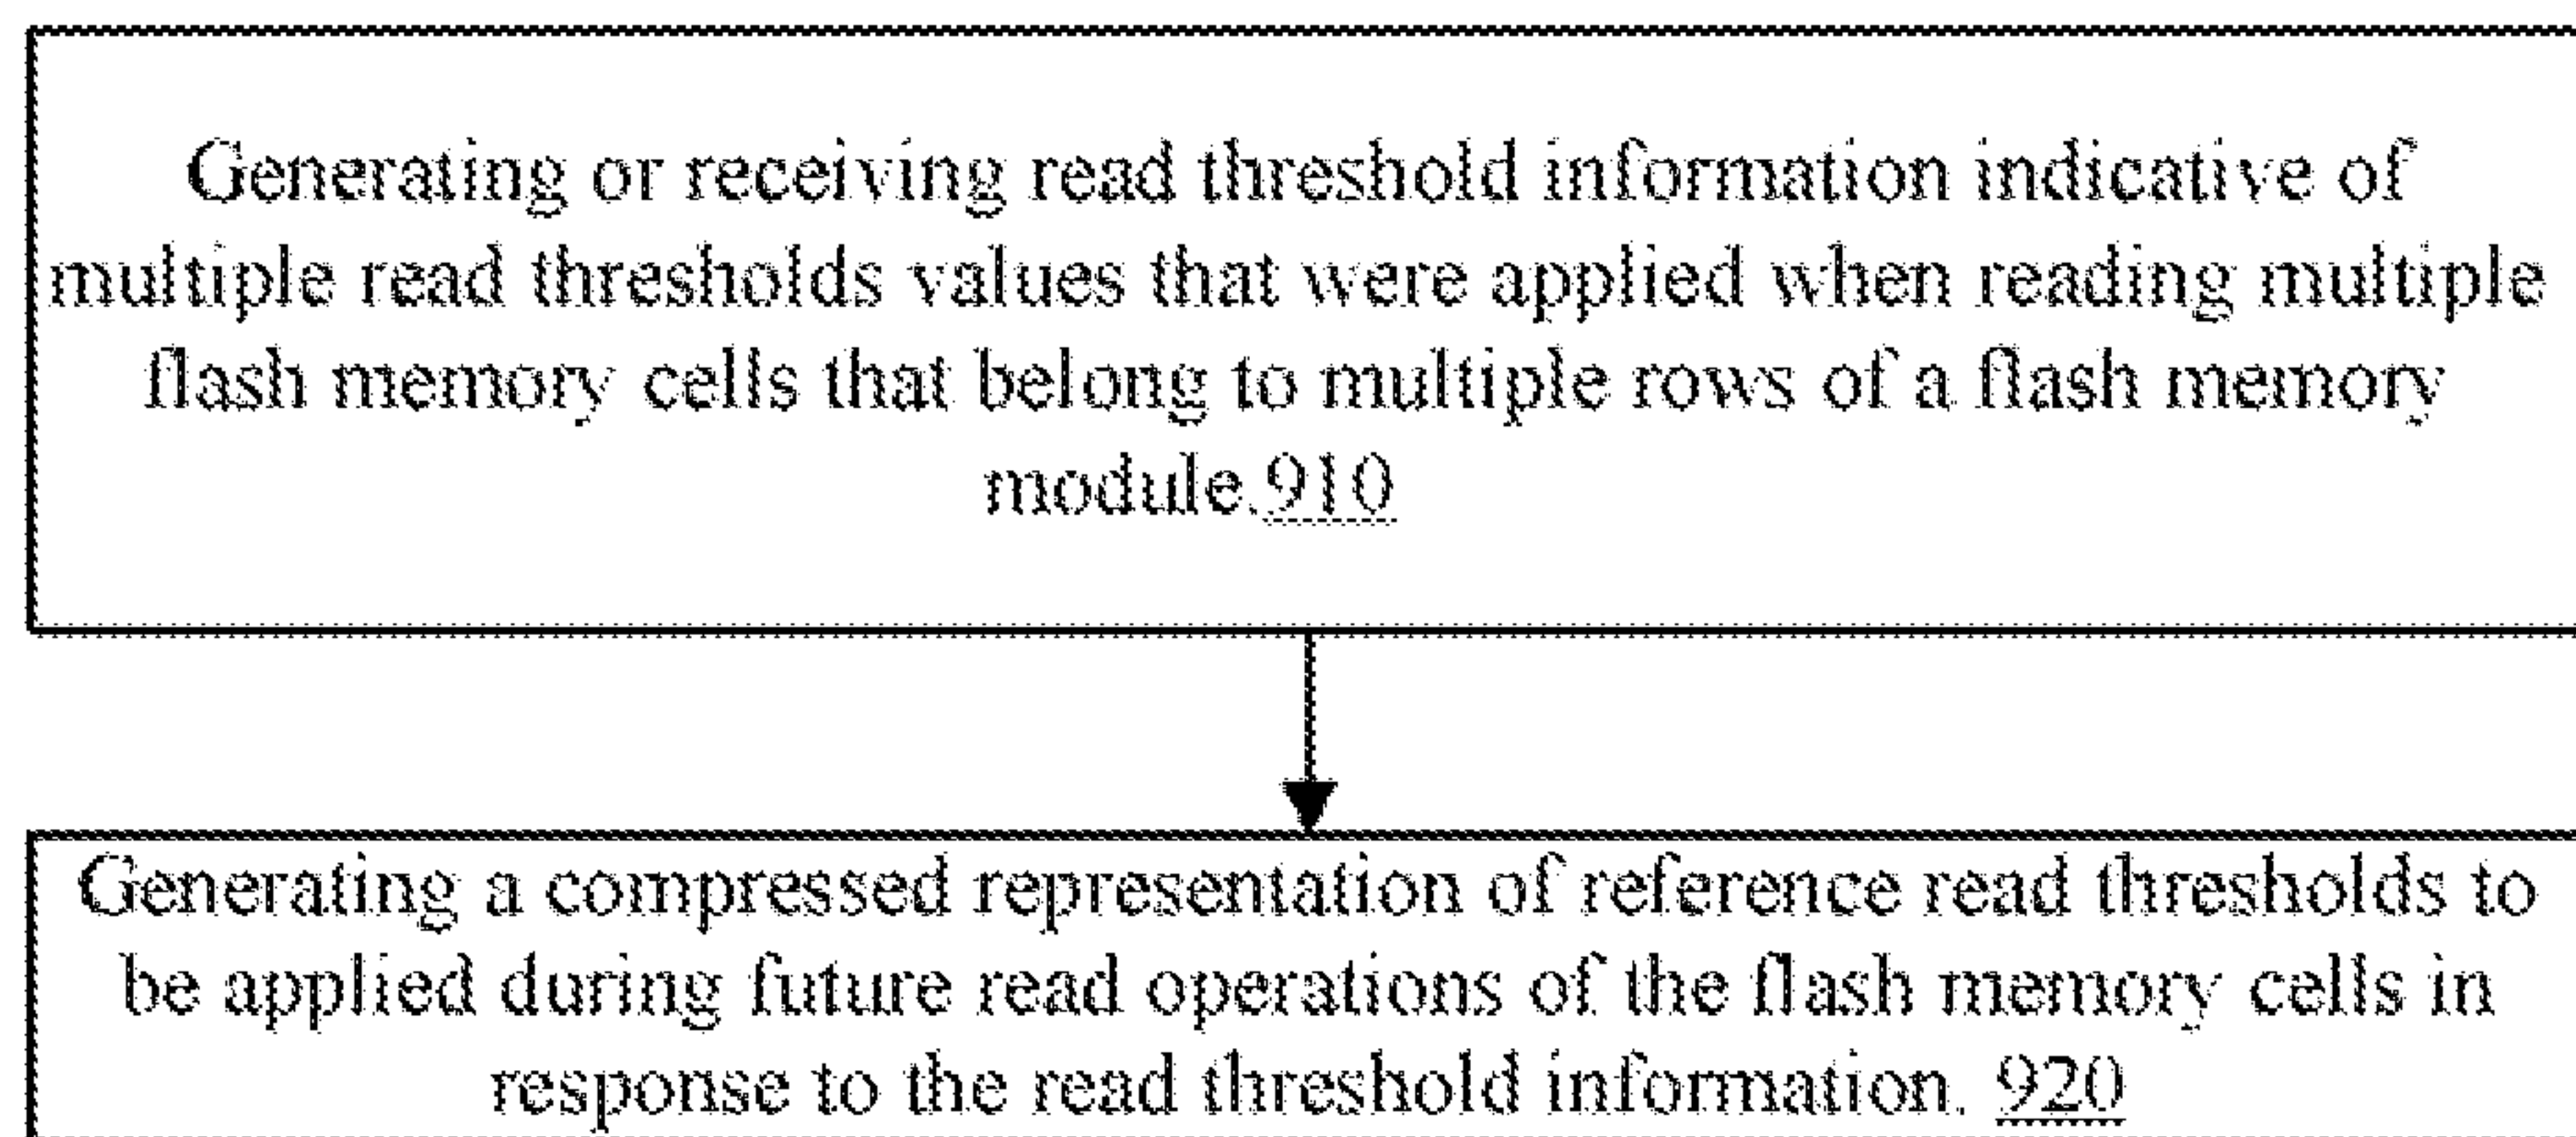 Generating or receiving read threshold information indicative of
multiple read thresholds values that were applied when reading multiple
flash memory cells that belong to multiple rows of a flash memory
module.910
Generating a compressed representation of reference read thresholds to
be applied during future read operations of the flash memory cells in
response to the read threshold information. 920